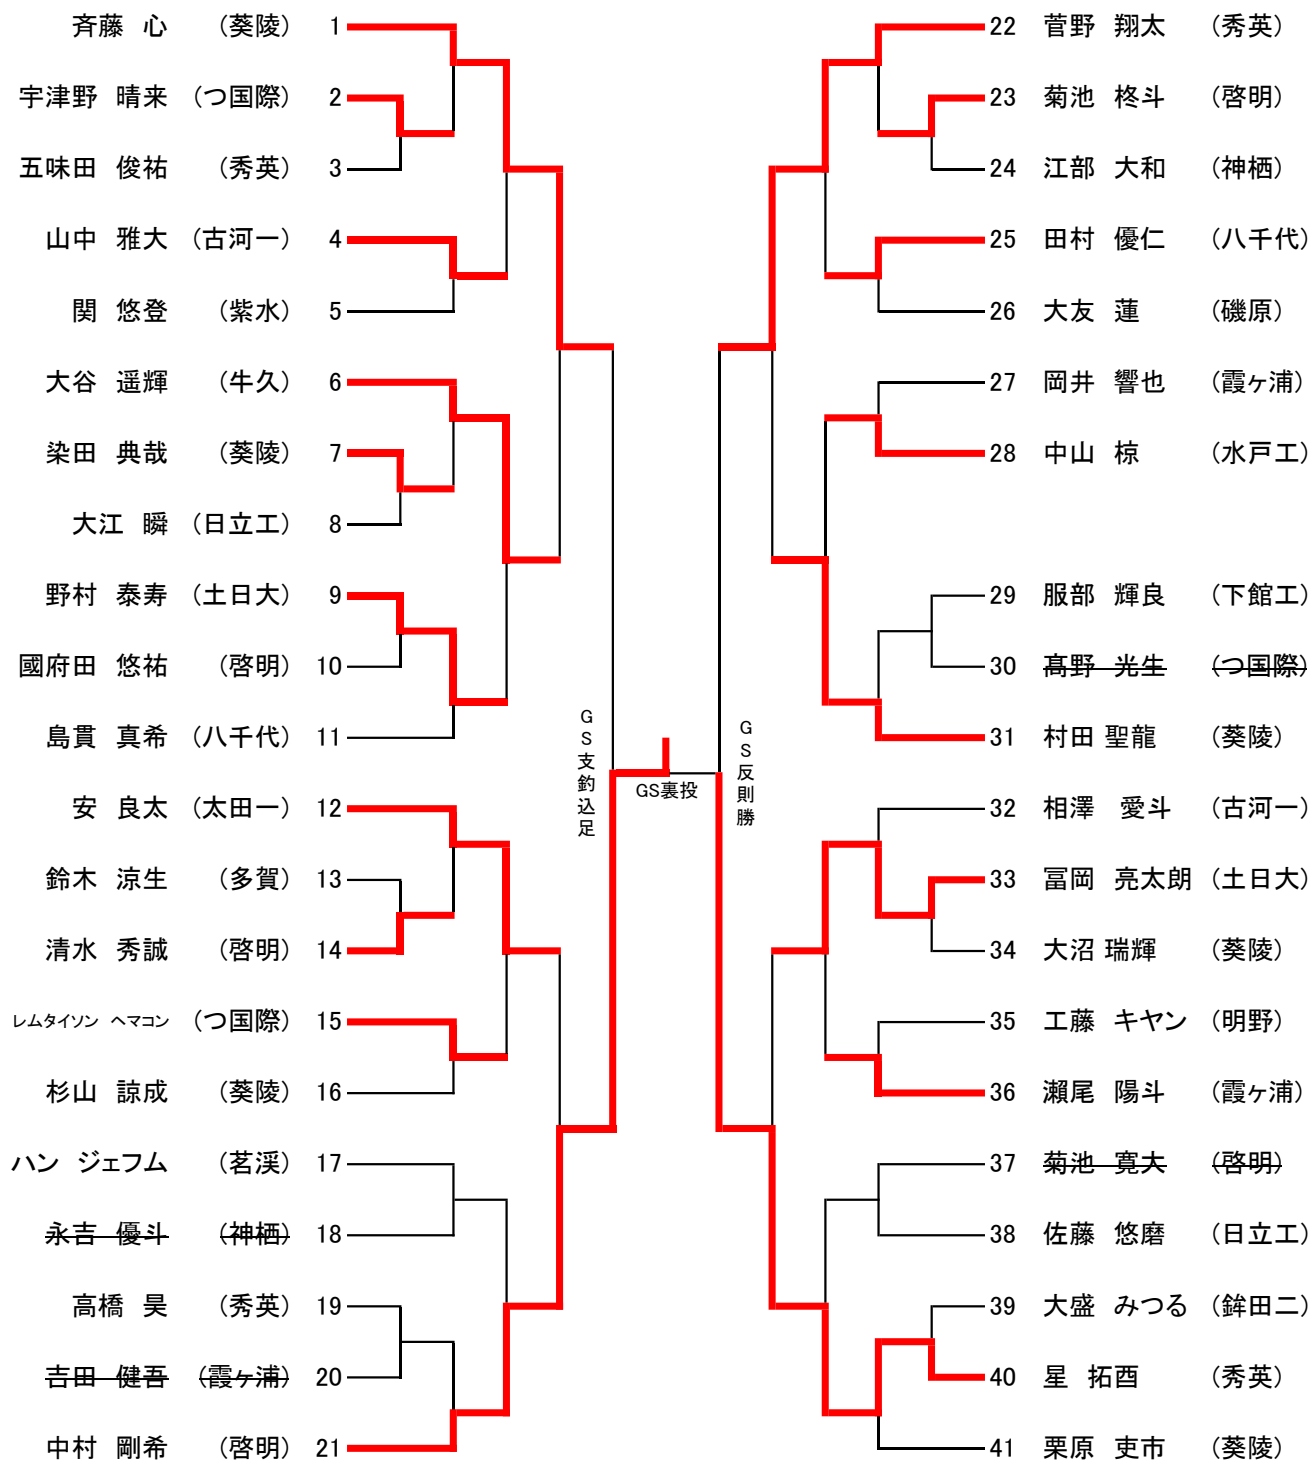 斉藤 心 (葵陵) 1
宇津野 晴来 (つ国際) 2
五味田 俊祐 (秀英) 3
山中 雅大 (古河一) 4
関 悠登 (紫水) 5
大谷 遥輝 (牛久) 6
染田 典哉 (葵陵) 7
大江 瞬 (日立工) 8
野村 泰寿 (土日大) 9
國府田 悠祐 (啓明) 10
島貫 真希 (八千代) 11
安 良太 (太田一) 12
鈴木 涼生 (多賀) 13
清水 秀誠 (啓明) 14
レムタイソン ヘマコン (つ国際) 15
杉山 諒成 (葵陵) 16
ハン ジェフム (茗渓) 17
永吉 優斗 (神栖) 18
高橋 昊 (秀英) 19
吉田 健吾 (霞ヶ浦) 20
中村 剛希 (啓明) 21
GS支釣込足
GS裏投
GS反則勝
22 菅野 翔太 (秀英)
23 菊池 柊斗 (啓明)
24 江部 大和 (神栖)
25 田村 優仁 (八千代)
26 大友 蓮 (磯原)
27 岡井 響也 (霞ヶ浦)
28 中山 椋 (水戸工)
29 服部 輝良 (下館工)
30 髙野 光生 (つ国際)
31 村田 聖龍 (葵陵)
32 相澤 愛斗 (古河一)
33 冨岡 亮太朗 (土日大)
34 大沼 瑞輝 (葵陵)
35 工藤 キヤン (明野)
36 瀬尾 陽斗 (霞ヶ浦)
37 菊池 寛大 (啓明)
38 佐藤 悠磨 (日立工)
39 大盛 みつる (鉾田二)
40 星 拓酉 (秀英)
41 栗原 吏市 (葵陵)